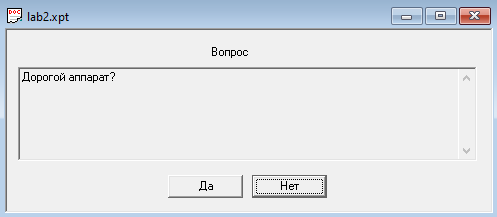 lab2.xpt
Вопрос
Дорогой аппарат?
Да
Нет